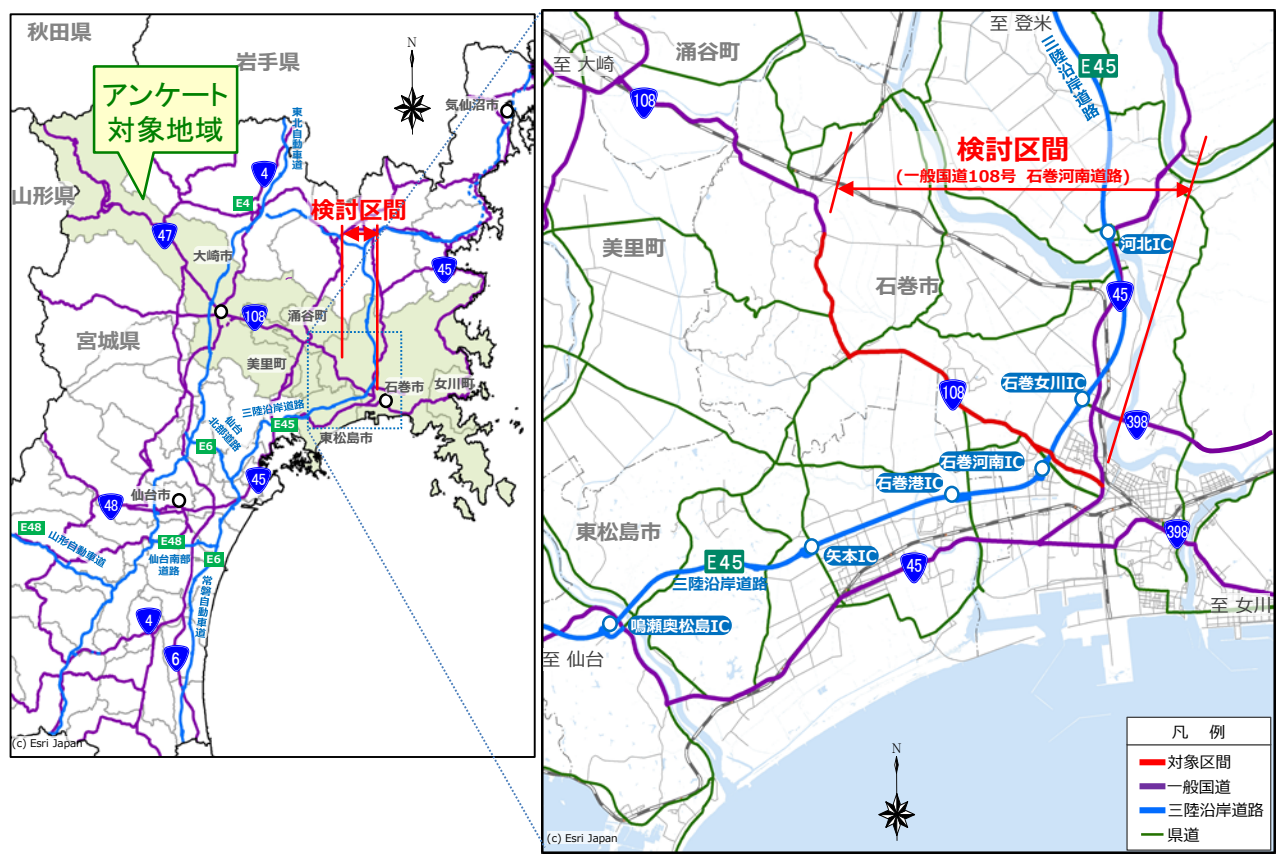 秋田県
岩手県
アンケート
対象地域
N
気仙沼市
東北自動車道
山形県
4
E4
検討区間
47
大崎市
45
108
涌谷町
宮城県
美里町
石巻市
女川町
三陸沿岸道路
E45
東松島市
仙台
北部道路
E6
45
仙台市
48
E48
山形自動車道
E48
仙台南部
道路
E6
常磐自動車道
4
6
(c) Esri Japan
至 登米
涌谷町
至 大崎
三陸沿岸道路
E45
108
検討区間
(一般国道108号 石巻河南道路)
美里町
河北IC
石巻市
45
石巻女川IC
108
398
石巻河南IC
石巻港IC
東松島市
398
矢本IC
E45
三陸沿岸道路
45
至 女川
鳴瀬奥松島IC
至 仙台
凡 例
対象区間
一般国道
三陸沿岸道路
県道
N
(c) Esri Japan